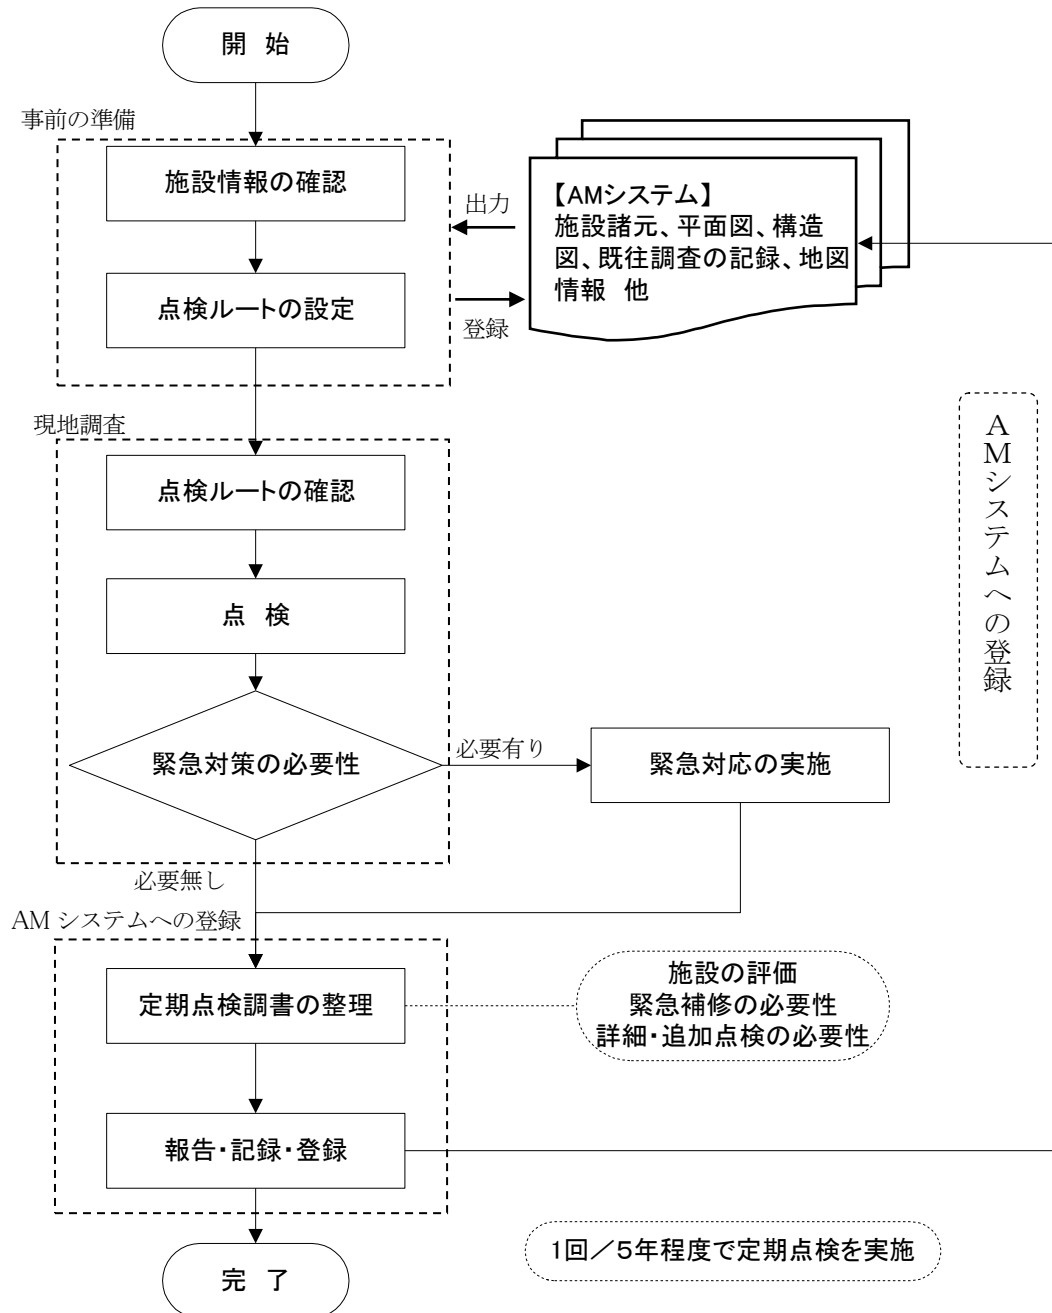 開 始
事前の準備
施設情報の確認
点検ルートの設定
出力
登録
【AMシステム】
施設諸元、平面図、構造
図、既往調査の記録、地図
情報 他
現地調査
点検ルートの確認
点 検
緊急対策の必要性
必要有り
緊急対応の実施
AMシステムへの登録
必要無し
AM システムへの登録
定期点検調書の整理
施設の評価
緊急補修の必要性
詳細・追加点検の必要性
報告・記録・登録
1回／5年程度で定期点検を実施
完 了